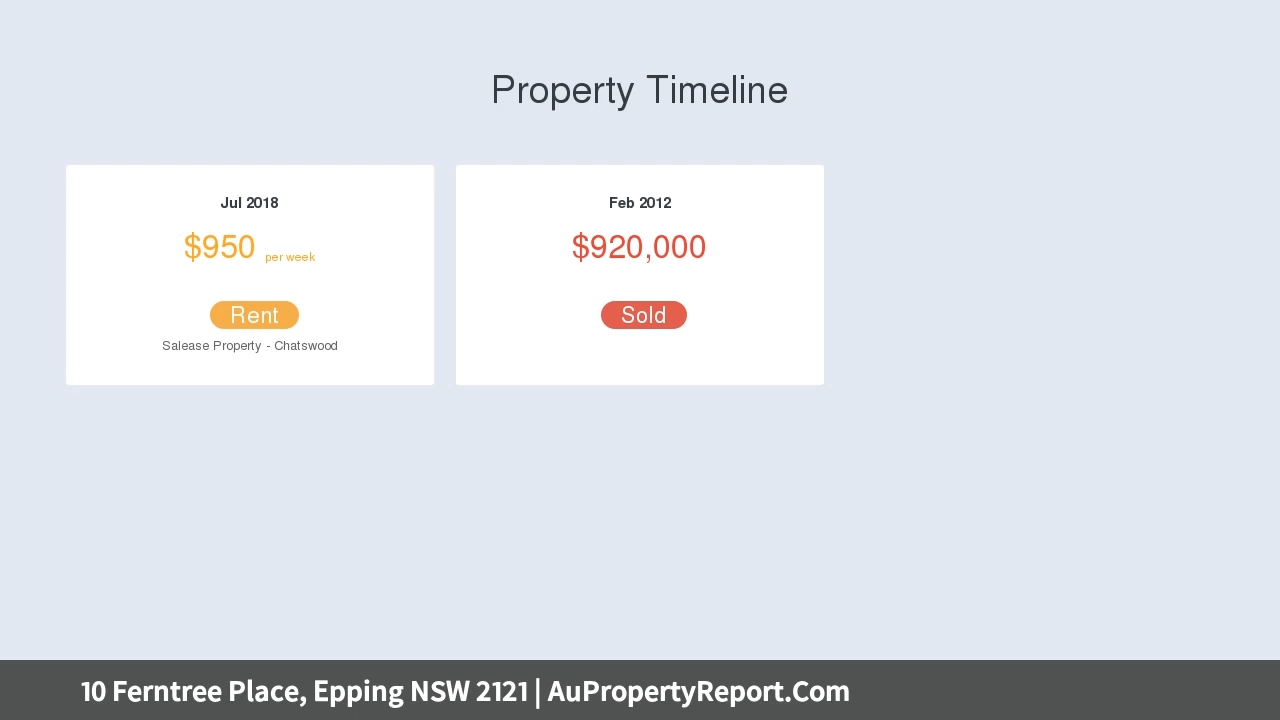 Property Timeline
Jul 2018
$950 per week
Rent
Salease Property - Chatswood
Feb 2012
$920,000
Sold
10 Ferntree Place, Epping NSW 2121 | AuPropertyReport.Com